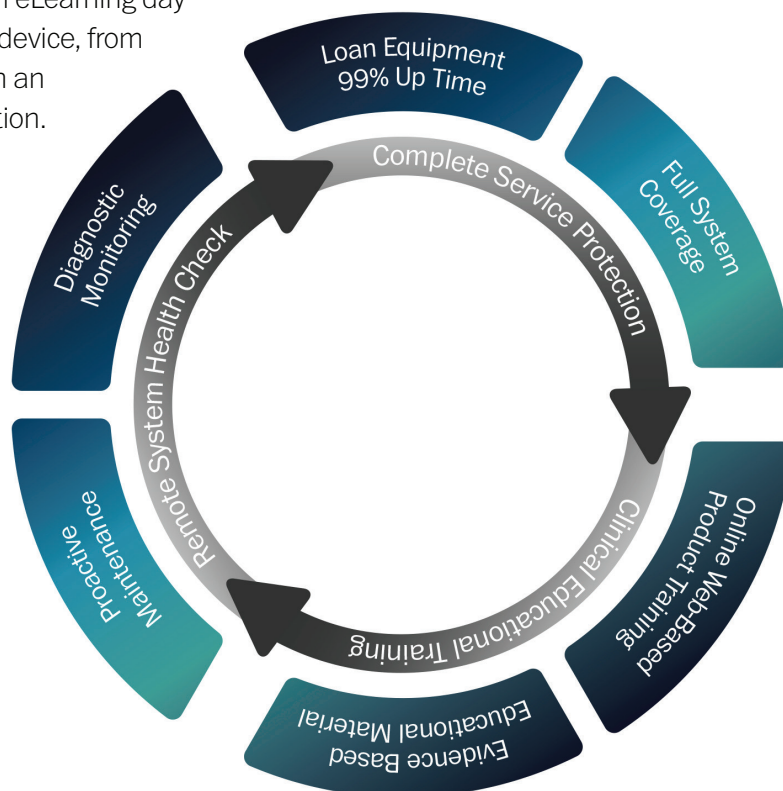 eLearning day
device, from
an
tion.
Loan Equipment
99% Up Time
Complete Service Protection
Full System
Coverage
Online Web-Based
Product Training
Clinical Educational Training
Evidence Based
Educational Material
Proactive
Maintenance
Remote System Health Check
Diagnostic
Monitoring